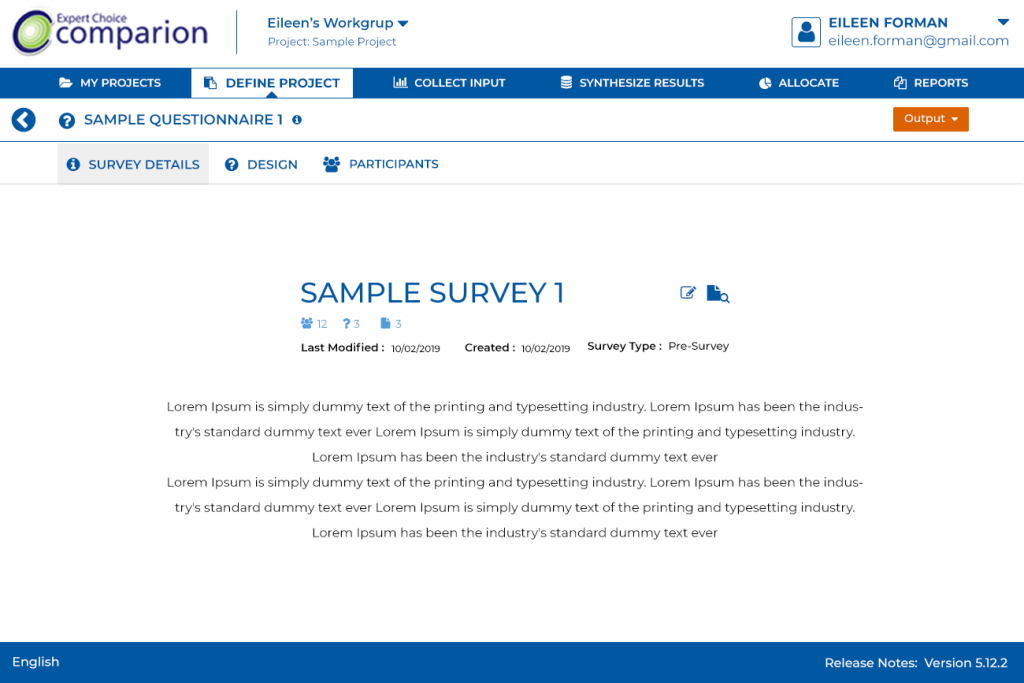 Expert Choice
comparion
Eileen's Workgrup
Project: Sample Project
EILEEN FORMAN
eileen.forman@gmail.com
MY PROJECTS DEFINE PROJECT COLLECT INPUT SYNTHESIZE RESULTS ALLOCATE REPORTS
SAMPLE QUESTIONNAIRE 1 Output
SURVEY DETAILS DESIGN PARTICIPANTS
SAMPLE SURVEY 1
12 3 3
Last Modified : 10/02/2019 Created : 10/02/2019 Survey Type : Pre-Survey
Lorem Ipsum is simply dummy text of the printing and typesetting industry. Lorem Ipsum has been the indus-
try's standard dummy text ever Lorem Ipsum is simply dummy text of the printing and typesetting industry.
Lorem Ipsum has been the industry's standard dummy text ever
Lorem Ipsum is simply dummy text of the printing and typesetting industry. Lorem Ipsum has been the indus-
try's standard dummy text ever Lorem Ipsum is simply dummy text of the printing and typesetting industry.
Lorem Ipsum has been the industry's standard dummy text ever
English Release Notes: Version 5.12.2